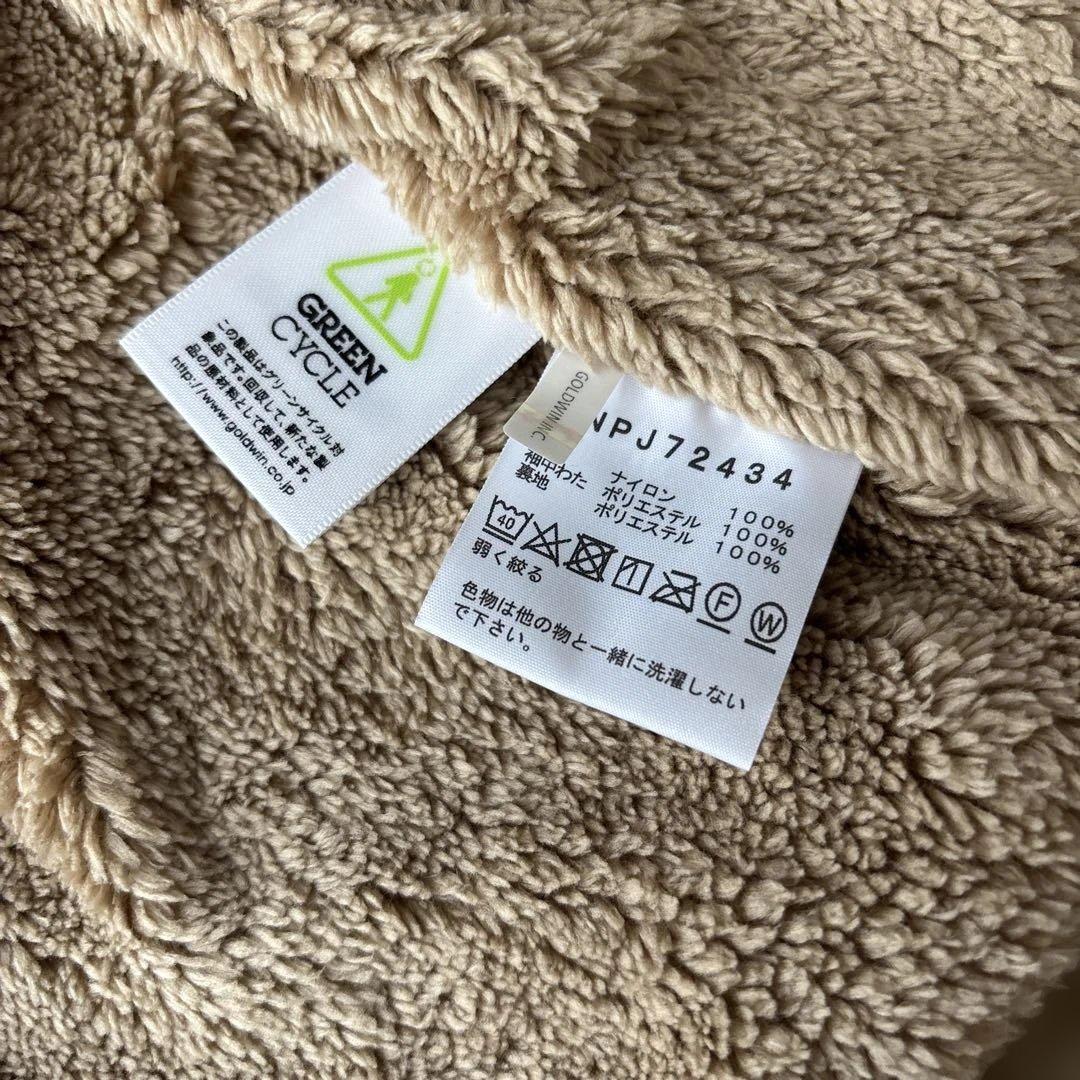 GREEN
CYCLE
この製品はグリーンサイクル対
象品です。回収して、新たな製
品の原材料として使用します。
http://www.goldwin.co.jp
GOLDWIN INC
NPJ72434
ナイロン 100%
袖中わた ポリエステル 100%
裏地 ポリエステル 100%
40
F
W
弱く絞る
色物は他の物と一緒に洗濯しない
で下さい。